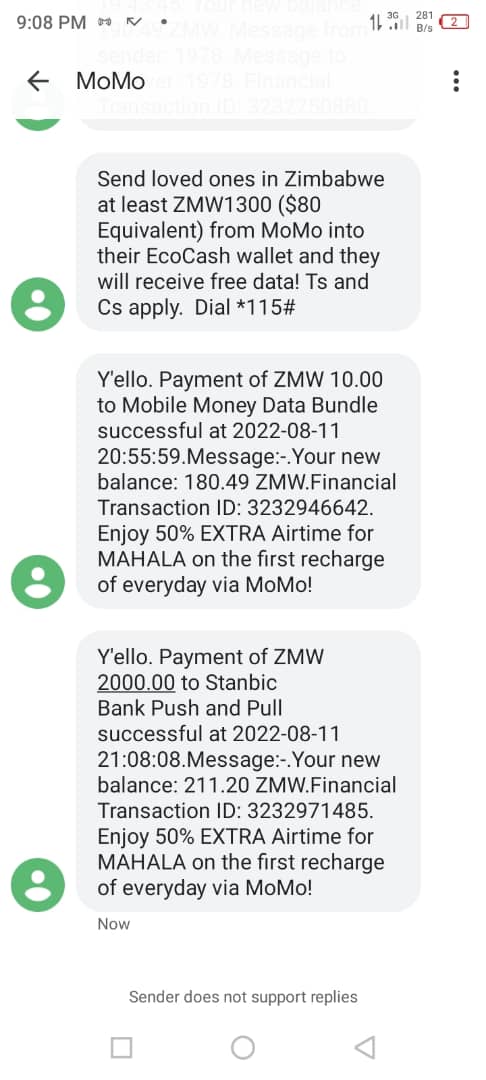 9:08 PM
3G
281
B/s
2
19:43:45. Your new balance
190.49 ZMW. Message from
MoMo
sender: 1978. Message to
1978. Financial
Transaction ID: 3232750880.
Send loved ones in Zimbabwe
at least ZMW1300 ($80
Equivalent) from MoMo into
their EcoCash wallet and they
will receive free data! Ts and
Cs apply.  Dial *115#
Y'ello. Payment of ZMW 10.00
to Mobile Money Data Bundle
successful at 2022-08-11
20:55:59.Message:-.Your new
balance: 180.49 ZMW.Financial
Transaction ID: 3232946642.
Enjoy 50% EXTRA Airtime for
MAHALA on the first recharge
of everyday via MoMo!
Y'ello. Payment of ZMW
2000.00 to Stanbic
Bank Push and Pull
successful at 2022-08-11
21:08:08.Message:-.Your new
balance: 211.20 ZMW.Financial
Transaction ID: 3232971485.
Enjoy 50% EXTRA Airtime for
MAHALA on the first recharge
of everyday via MoMo!
Now
Sender does not support replies